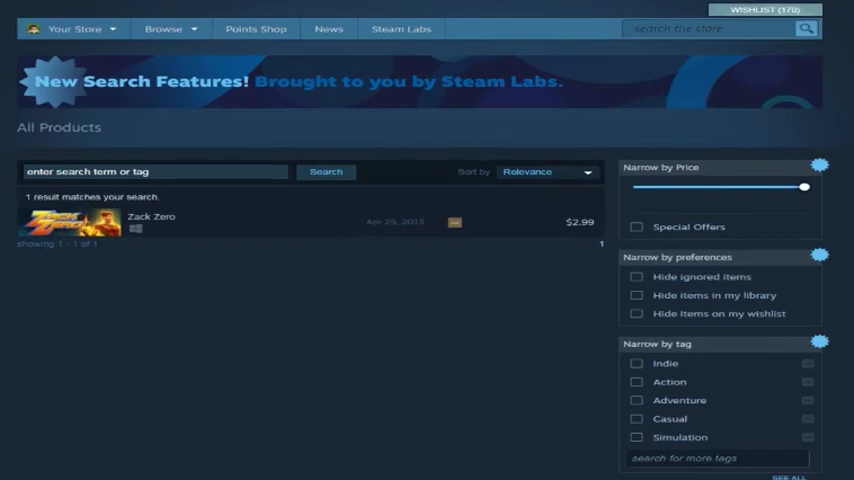 WISHLIST (170)
Your Store Browse Points Shop News Steam Labs search the store
New Search Features! Brought to you by Steam Labs.
All Products
enter search term or tag Search Sort by Relevance
1 result matches your search.
ZACK ZERO Zack Zero Apr 29, 2013 $2.99
showing 1 - 1 of 1 1
Narrow by Price
Special Offers
Narrow by preferences
Hide ignored items
Hide items in my library
Hide items on my wishlist
Narrow by tag
Indie
Action
Adventure
Casual
Simulation
search for more tags
SEE ALL